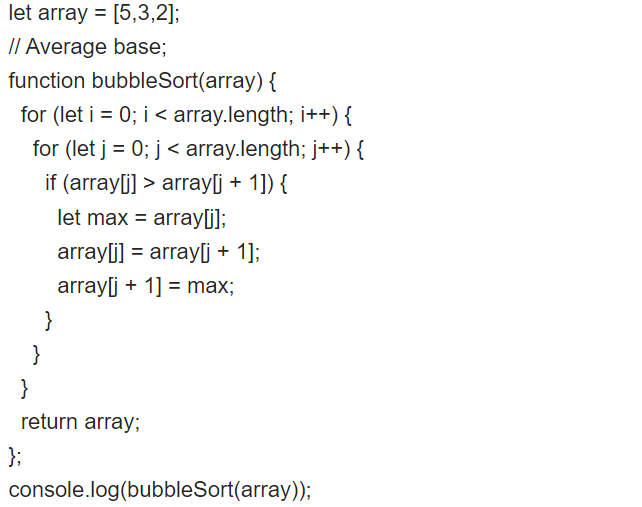 let array = [5,3,2];
// Average base;
function bubbleSort(array) {
for (let i = 0; i < array.length; i++) {
for (let j = 0; j < array.length; j++) {
if (array[j] > array[j + 1]) {
let max = array[j];
array[j] = array[j + 1];
array[j + 1] = max;
}
}
}
return array;
};
console.log(bubbleSort(array));